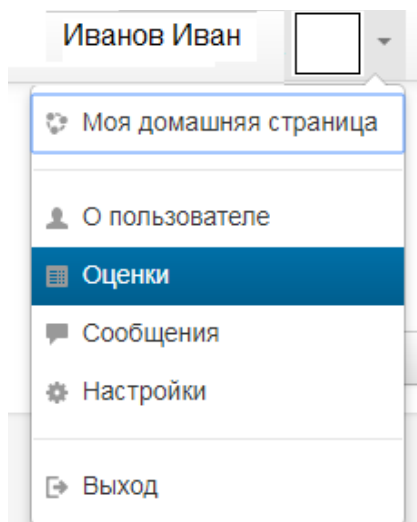 Иванов Иван
Моя домашняя страница
О пользователе
Оценки
Сообщения
Настройки
Выход